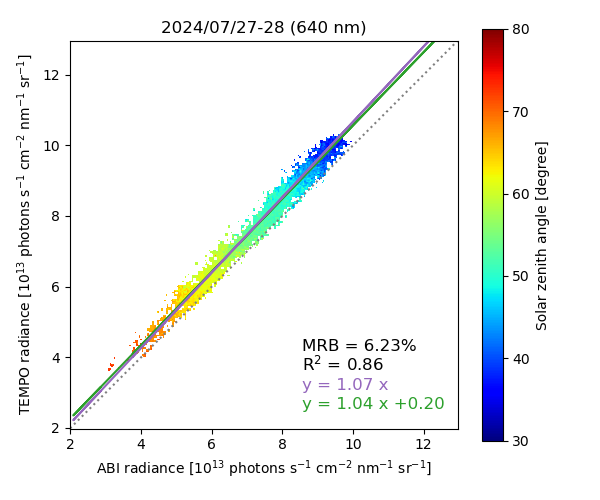 2024/07/27-28 (640 nm)
TEMPO radiance [10¹³ photons s⁻¹ cm⁻² nm⁻¹ sr⁻¹]
12
10
8
6
4
2
MRB = 6.23%
R² = 0.86
y = 1.07 x
y = 1.04 x +0.20
2 4 6 8 10 12
ABI radiance [10¹³ photons s⁻¹ cm⁻² nm⁻¹ sr⁻¹]
80
70
60
50
40
30
Solar zenith angle [degree]